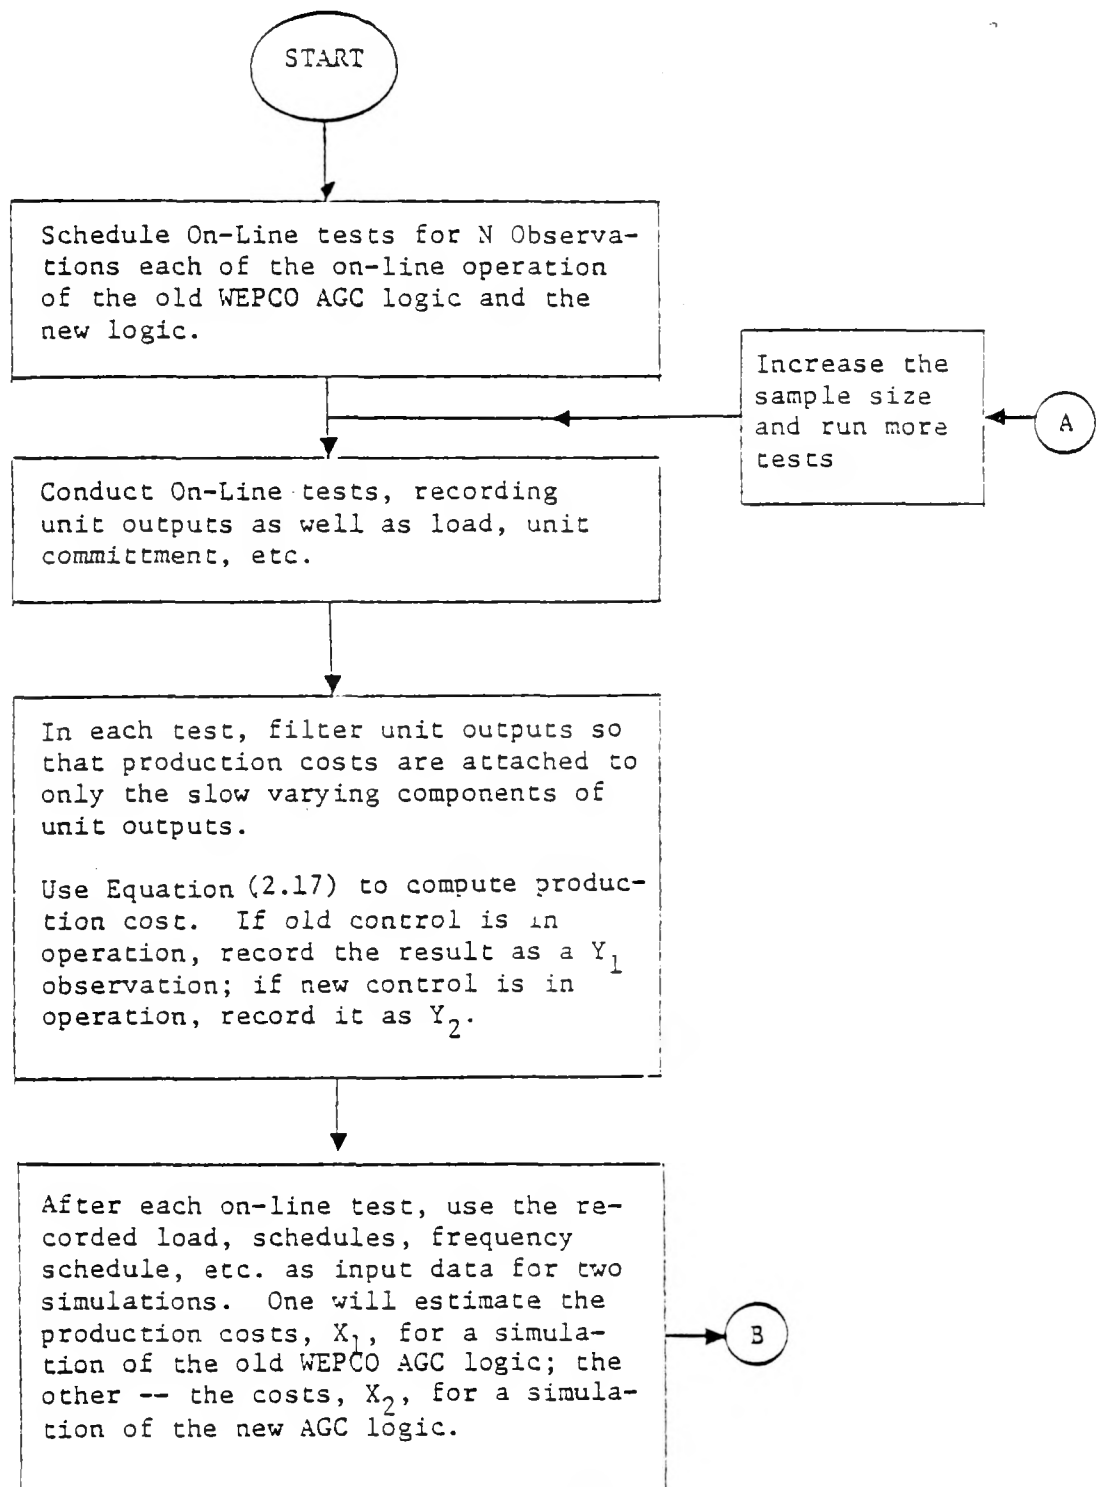 START
Schedule On-Line tests for N Observa-
tions each of the on-line operation
of the old WEPCO AGC logic and the
new logic.
Increase the
sample size
and run more
tests
A
Conduct On-Line tests, recording
unit outputs as well as load, unit
committment, etc.
In each test, filter unit outputs so
that production costs are attached to
only the slow varying components of
unit outputs.
Use Equation (2.17) to compute produc-
tion cost. If old control is in
operation, record the result as a Y₁
observation; if new control is in
operation, record it as Y₂.
After each on-line test, use the re-
corded load, schedules, frequency
schedule, etc. as input data for two
simulations. One will estimate the
production costs, X₁, for a simula-
tion of the old WEPCO AGC logic; the
other -- the costs, X₂, for a simula-
tion of the new AGC logic.
B